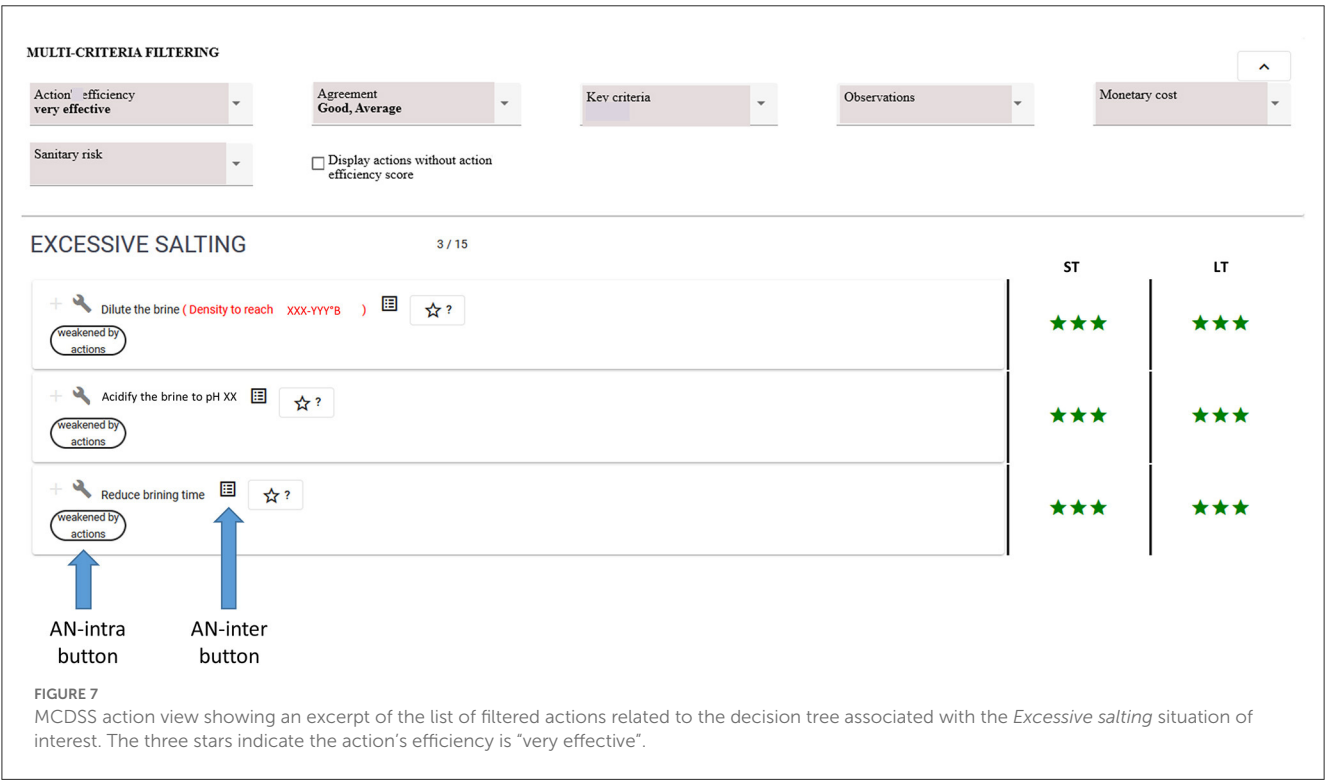 MULTI-CRITERIA FILTERING
Action' efficiency
very effective
Agreement
Good, Average
Key criteria
Observations
Monetary cost
Sanitary risk
Display actions without action
efficiency score
EXCESSIVE SALTING 3 / 15
ST LT
Dilute the brine ( Density to reach XXX-YYY°B ) ?
weakened by
actions
Acidify the brine to pH XX ?
weakened by
actions
Reduce brining time ?
weakened by
actions
AN-intra
button
AN-inter
button
FIGURE 7
MCDSS action view showing an excerpt of the list of filtered actions related to the decision tree associated with the Excessive salting situation of
interest. The three stars indicate the action's efficiency is "very effective".